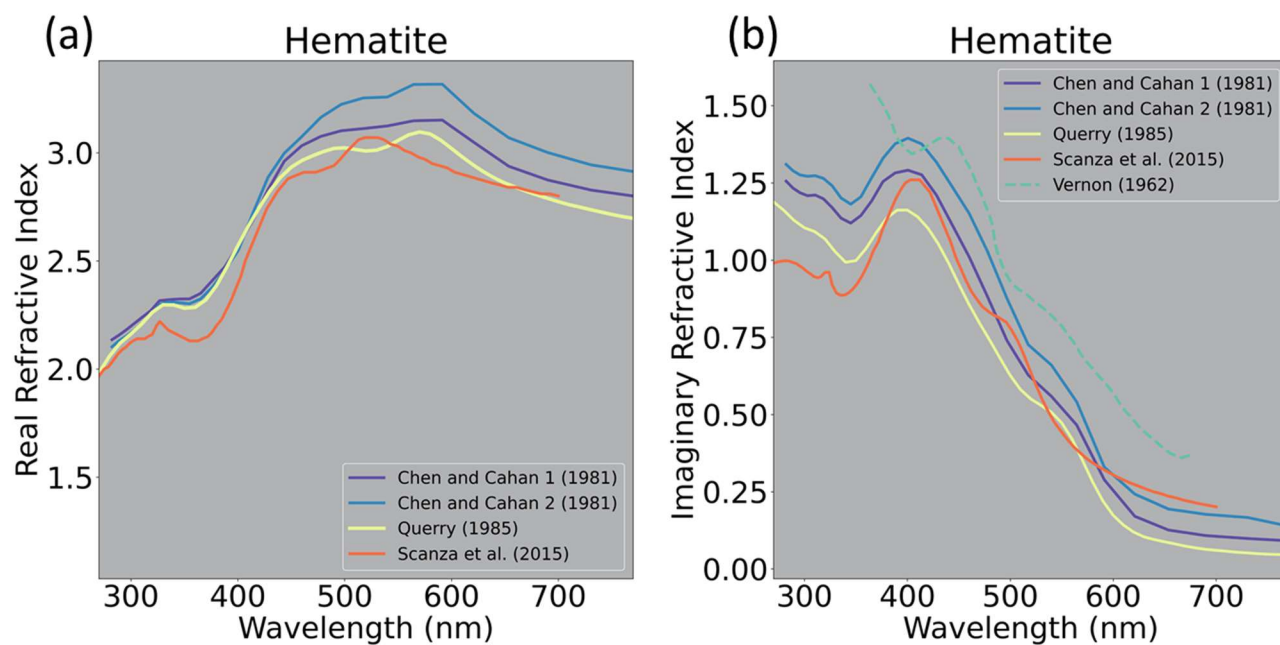 (a)
Hematite
Real Refractive Index
3.0
2.5
2.0
1.5
Chen and Cahan 1 (1981)
Chen and Cahan 2 (1981)
Querry (1985)
Scanza et al. (2015)
300 400 500 600 700
Wavelength (nm)
(b)
Hematite
Imaginary Refractive Index
1.50
1.25
1.00
0.75
0.50
0.25
0.00
Chen and Cahan 1 (1981)
Chen and Cahan 2 (1981)
Querry (1985)
Scanza et al. (2015)
Vernon (1962)
300 400 500 600 700
Wavelength (nm)